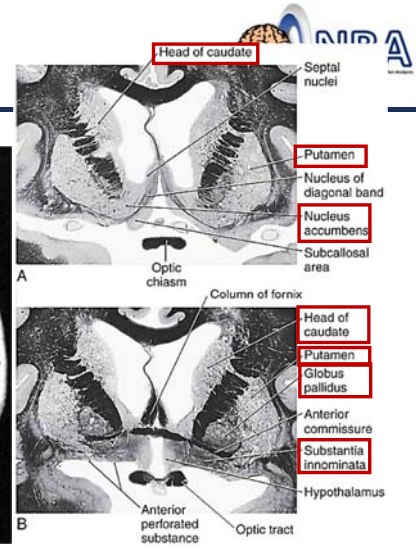 NRA
Head of caudate
Septal
nuclei
Putamen
Nucleus of
diagonal band
Nucleus
accumbens
Subcallosal
area
Optic
chiasm
A
Column of fornix
Head of
caudate
Putamen
Globus
pallidus
Anterior
commissure
Substantia
innominata
Hypothalamus
Anterior
perforated
substance
Optic tract
B